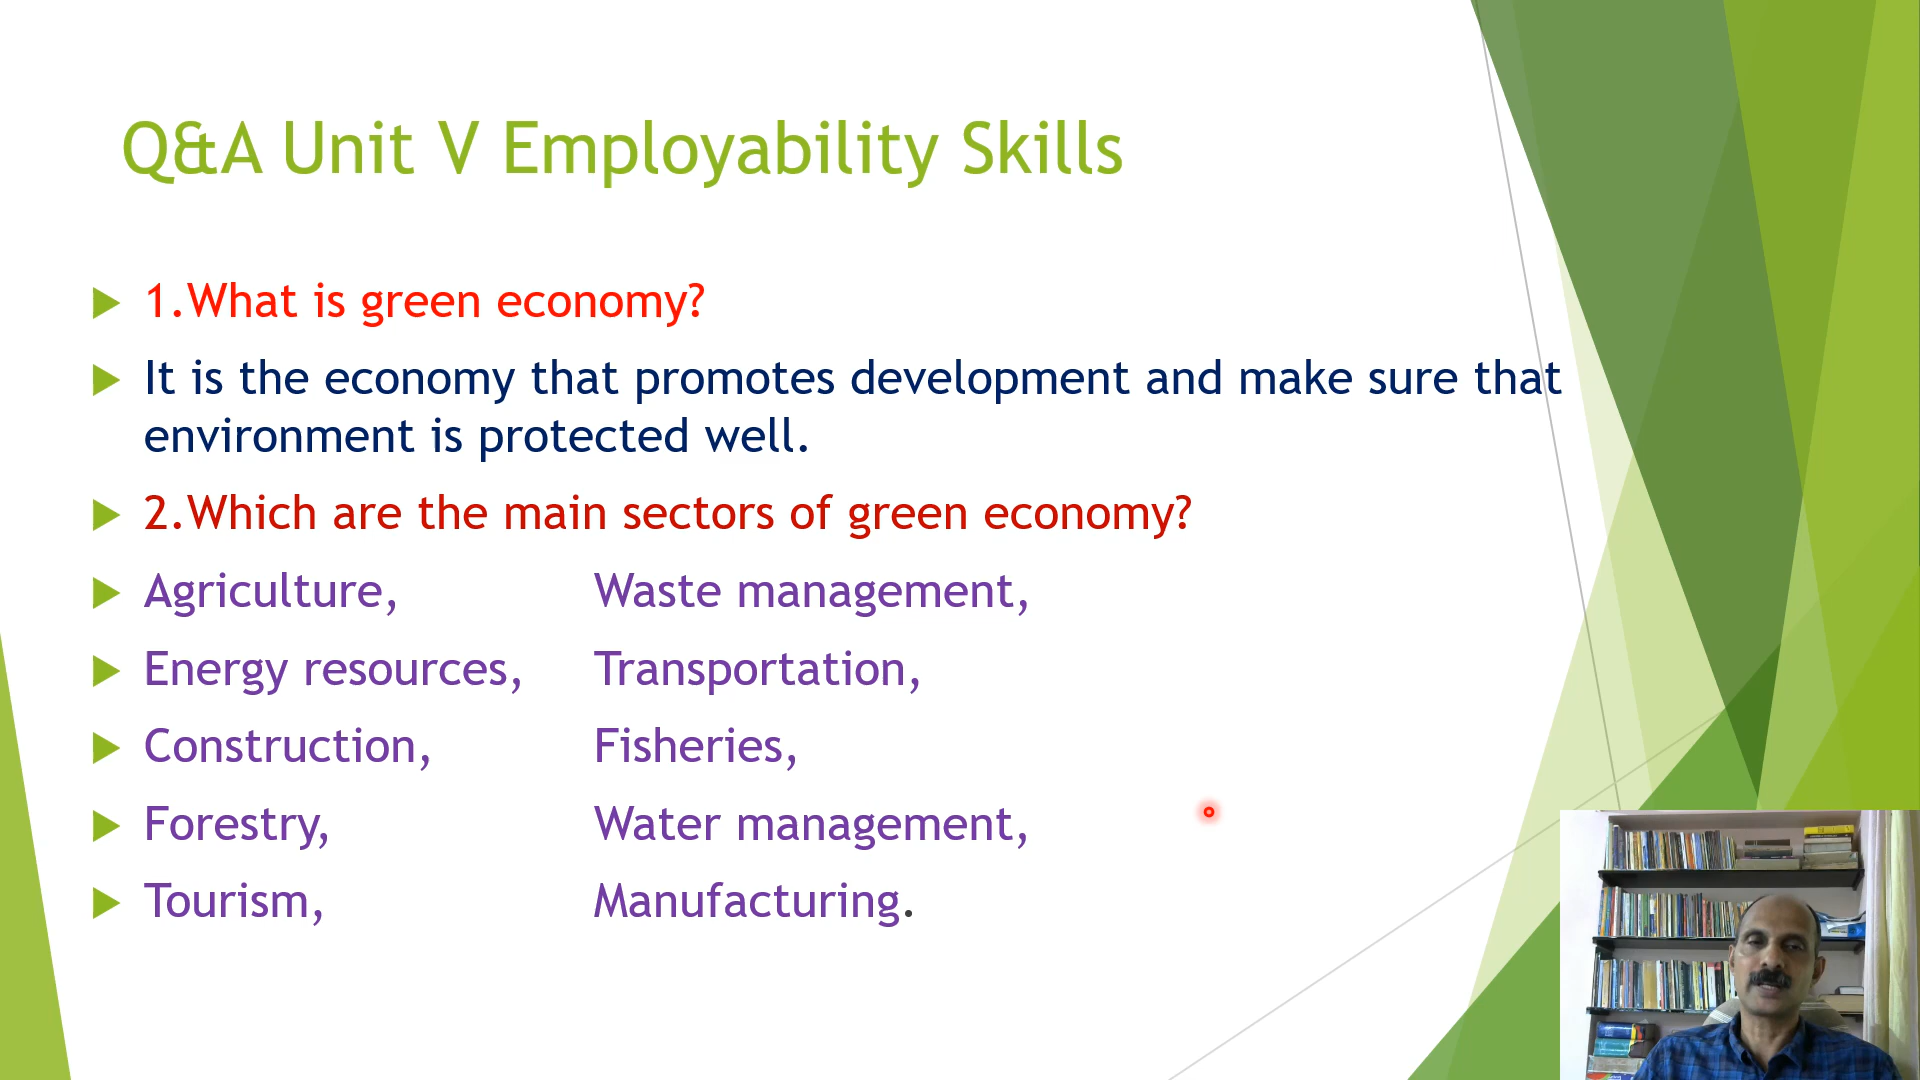 Q&A Unit V Employability Skills
1.What is green economy?
It is the economy that promotes development and make sure that
environment is protected well.
2.Which are the main sectors of green economy?
Agriculture, Waste management,
Energy resources, Transportation,
Construction, Fisheries,
Forestry, Water management,
Tourism, Manufacturing.